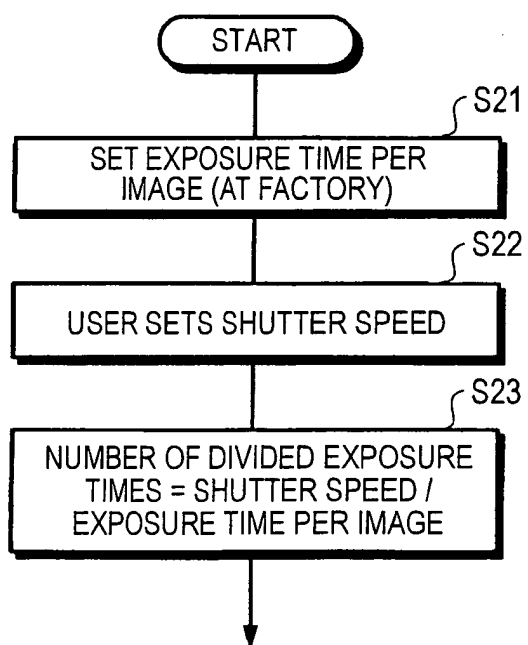 START
S21
SET EXPOSURE TIME PER
IMAGE (AT FACTORY)
S22
USER SETS SHUTTER SPEED
S23
NUMBER OF DIVIDED EXPOSURE
TIMES = SHUTTER SPEED /
EXPOSURE TIME PER IMAGE